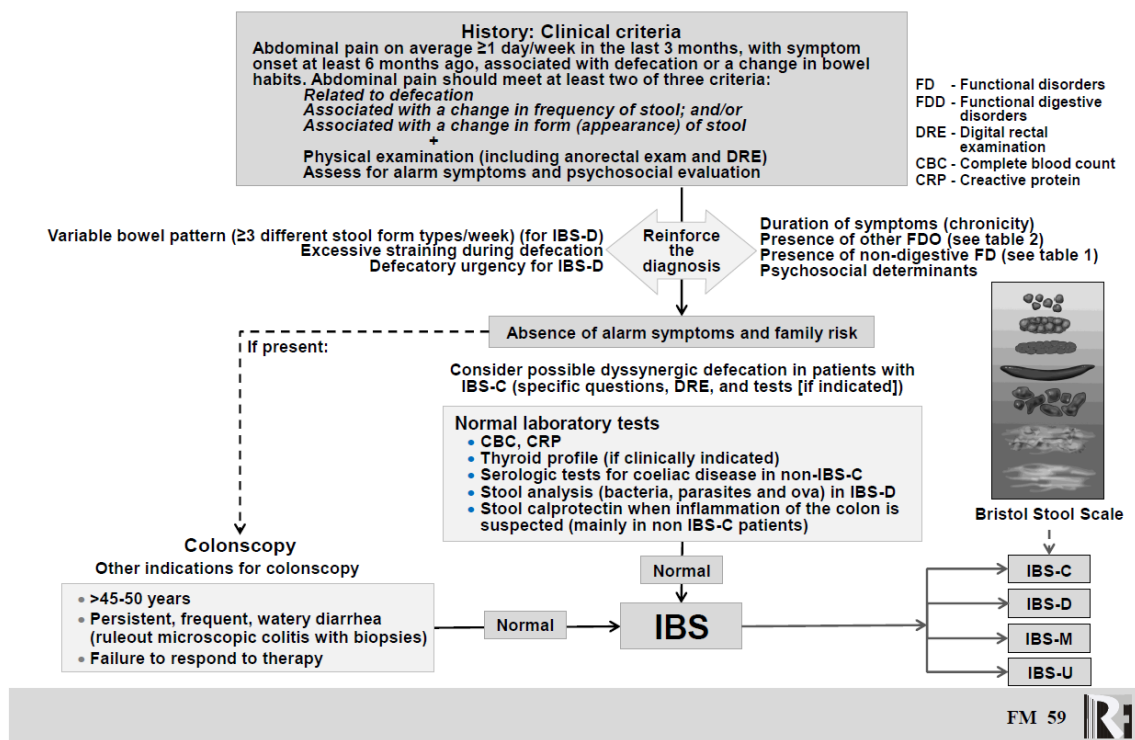 History: Clinical criteria
Abdominal pain on average ≥1 day/week in the last 3 months, with symptom
onset at least 6 months ago, associated with defecation or a change in bowel
habits. Abdominal pain should meet at least two of three criteria:
Related to defecation
Associated with a change in frequency of stool; and/or
Associated with a change in form (appearance) of stool
+
Physical examination (including anorectal exam and DRE)
Assess for alarm symptoms and psychosocial evaluation
FD - Functional disorders
FDD - Functional digestive
disorders
DRE - Digital rectal
examination
CBC - Complete blood count
CRP - Creactive protein
Variable bowel pattern (≥3 different stool form types/week) (for IBS-D)
Excessive straining during defecation
Defecatory urgency for IBS-D
Reinforce
the
diagnosis
Duration of symptoms (chronicity)
Presence of other FDO (see table 2)
Presence of non-digestive FD (see table 1)
Psychosocial determinants
Absence of alarm symptoms and family risk
If present:
Consider possible dyssynergic defecation in patients with
IBS-C (specific questions, DRE, and tests [if indicated])
Normal laboratory tests
• CBC, CRP
• Thyroid profile (if clinically indicated)
• Serologic tests for coeliac disease in non-IBS-C
• Stool analysis (bacteria, parasites and ova) in IBS-D
• Stool calprotectin when inflammation of the colon is
suspected (mainly in non IBS-C patients)
Bristol Stool Scale
Colonscopy
Other indications for colonscopy
• >45-50 years
• Persistent, frequent, watery diarrhea
(ruleout microscopic colitis with biopsies)
• Failure to respond to therapy
Normal
Normal
IBS
IBS-C
IBS-D
IBS-M
IBS-U
FM 59